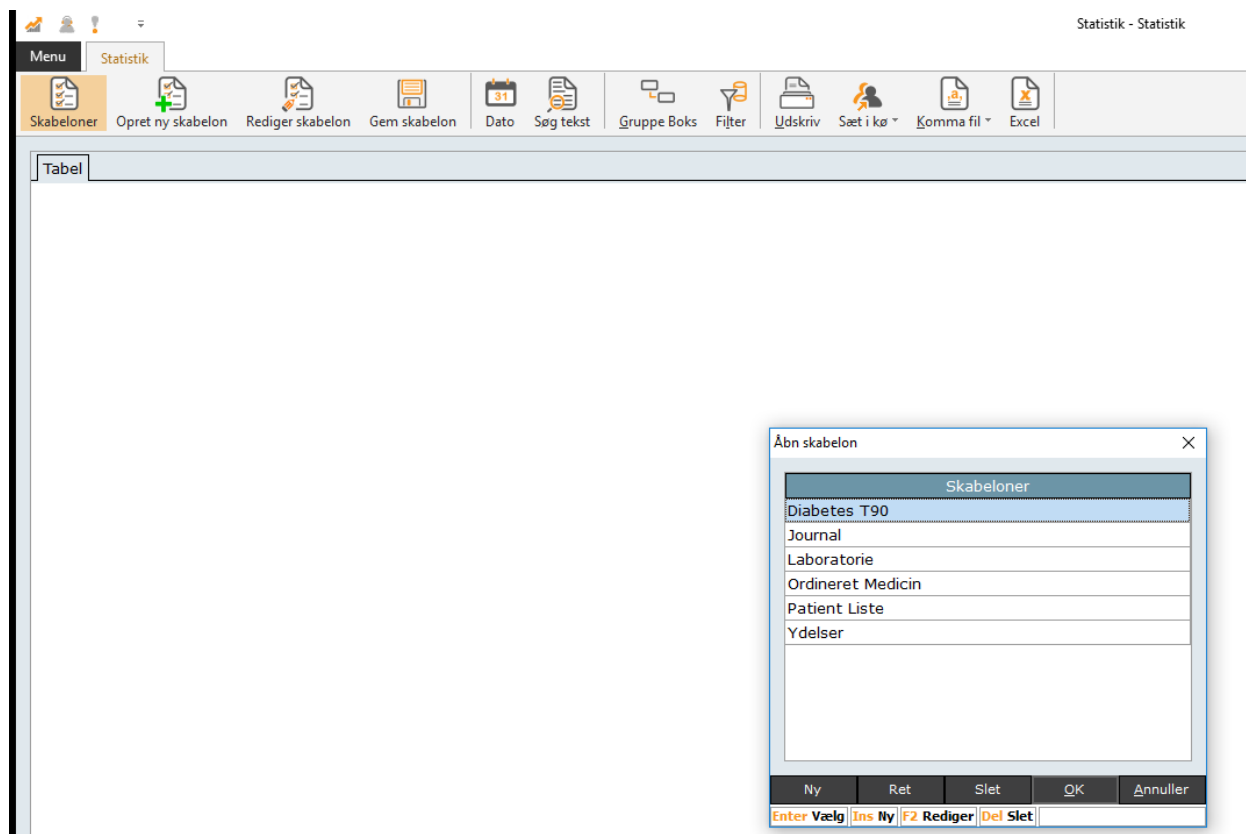 Statistik - Statistik
Menu Statistik
Skabeloner Opret ny skabelon Rediger skabelon Gem skabelon 31 Dato Søg tekst Gruppe Boks Filter Udskriv Sæt i kø a, Komma fil X Excel
Tabel
Åbn skabelon
Skabeloner
Diabetes T90
Journal
Laboratorie
Ordineret Medicin
Patient Liste
Ydelser
Ny Ret Slet OK Annuller
Enter Vælg Ins Ny F2 Rediger Del Slet